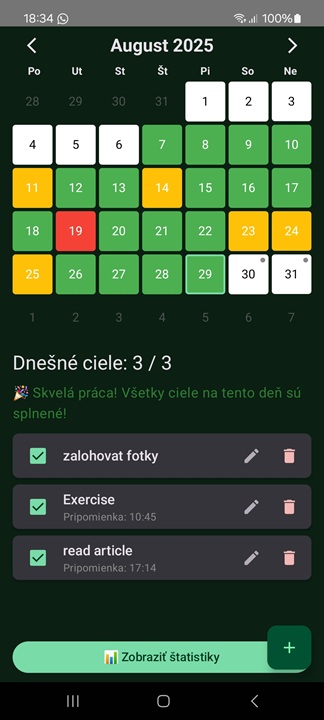 18:34 100%
August 2025
Po Ut St Št Pi So Ne
28 29 30 31 1 2 3
4 5 6 7 8 9 10
11 12 13 14 15 16 17
18 19 20 21 22 23 24
25 26 27 28 29 30 31
1 2 3 4 5 6 7
Dnešné ciele: 3 / 3
🎉 Skvelá práca! Všetky ciele na tento deň sú
splnené!
zalohovat fotky
Exercise
Pripomienka: 10:45
read article
Pripomienka: 17:14
📊 Zobraziť štatistiky
+